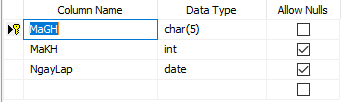 Column Name Data Type Allow Nulls
MaGH char(5)
MaKH int
NgayLap date